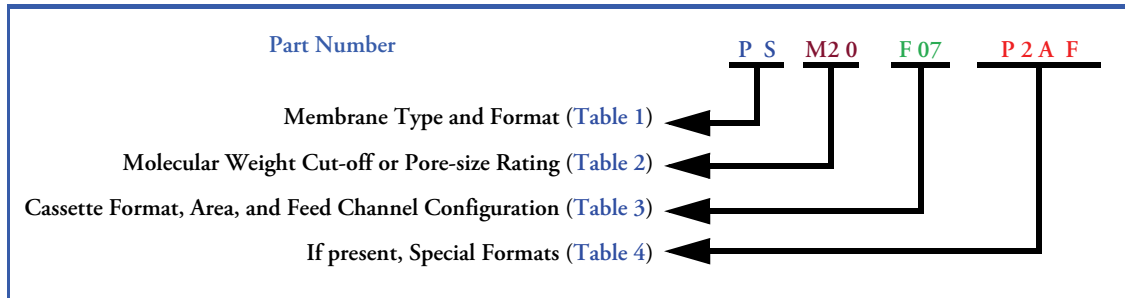 Part Number P S M2 0 F 07 P 2 A F
Membrane Type and Format (Table 1)
Molecular Weight Cut-off or Pore-size Rating (Table 2)
Cassette Format, Area, and Feed Channel Configuration (Table 3)
If present, Special Formats (Table 4)